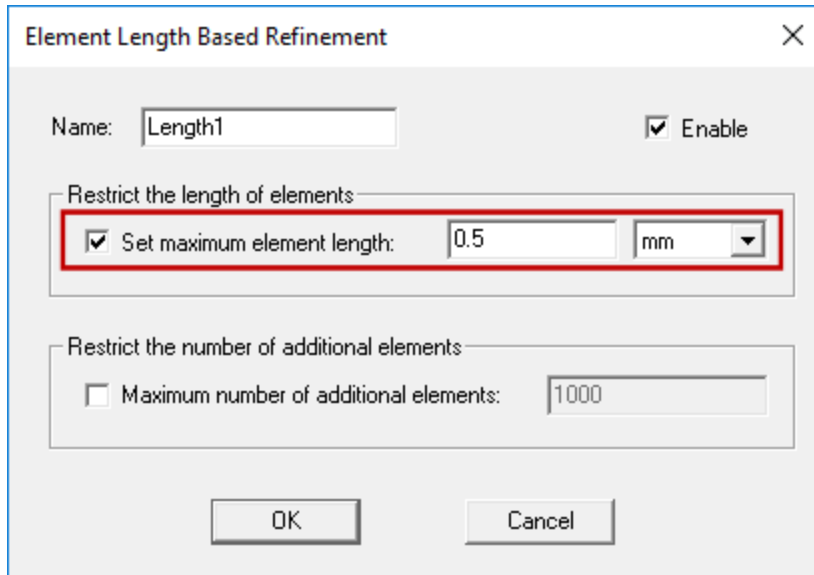 Element Length Based Refinement
Name: Length1 Enable
Restrict the length of elements
Set maximum element length: 0.5 mm
Restrict the number of additional elements
Maximum number of additional elements: 1000
OK Cancel